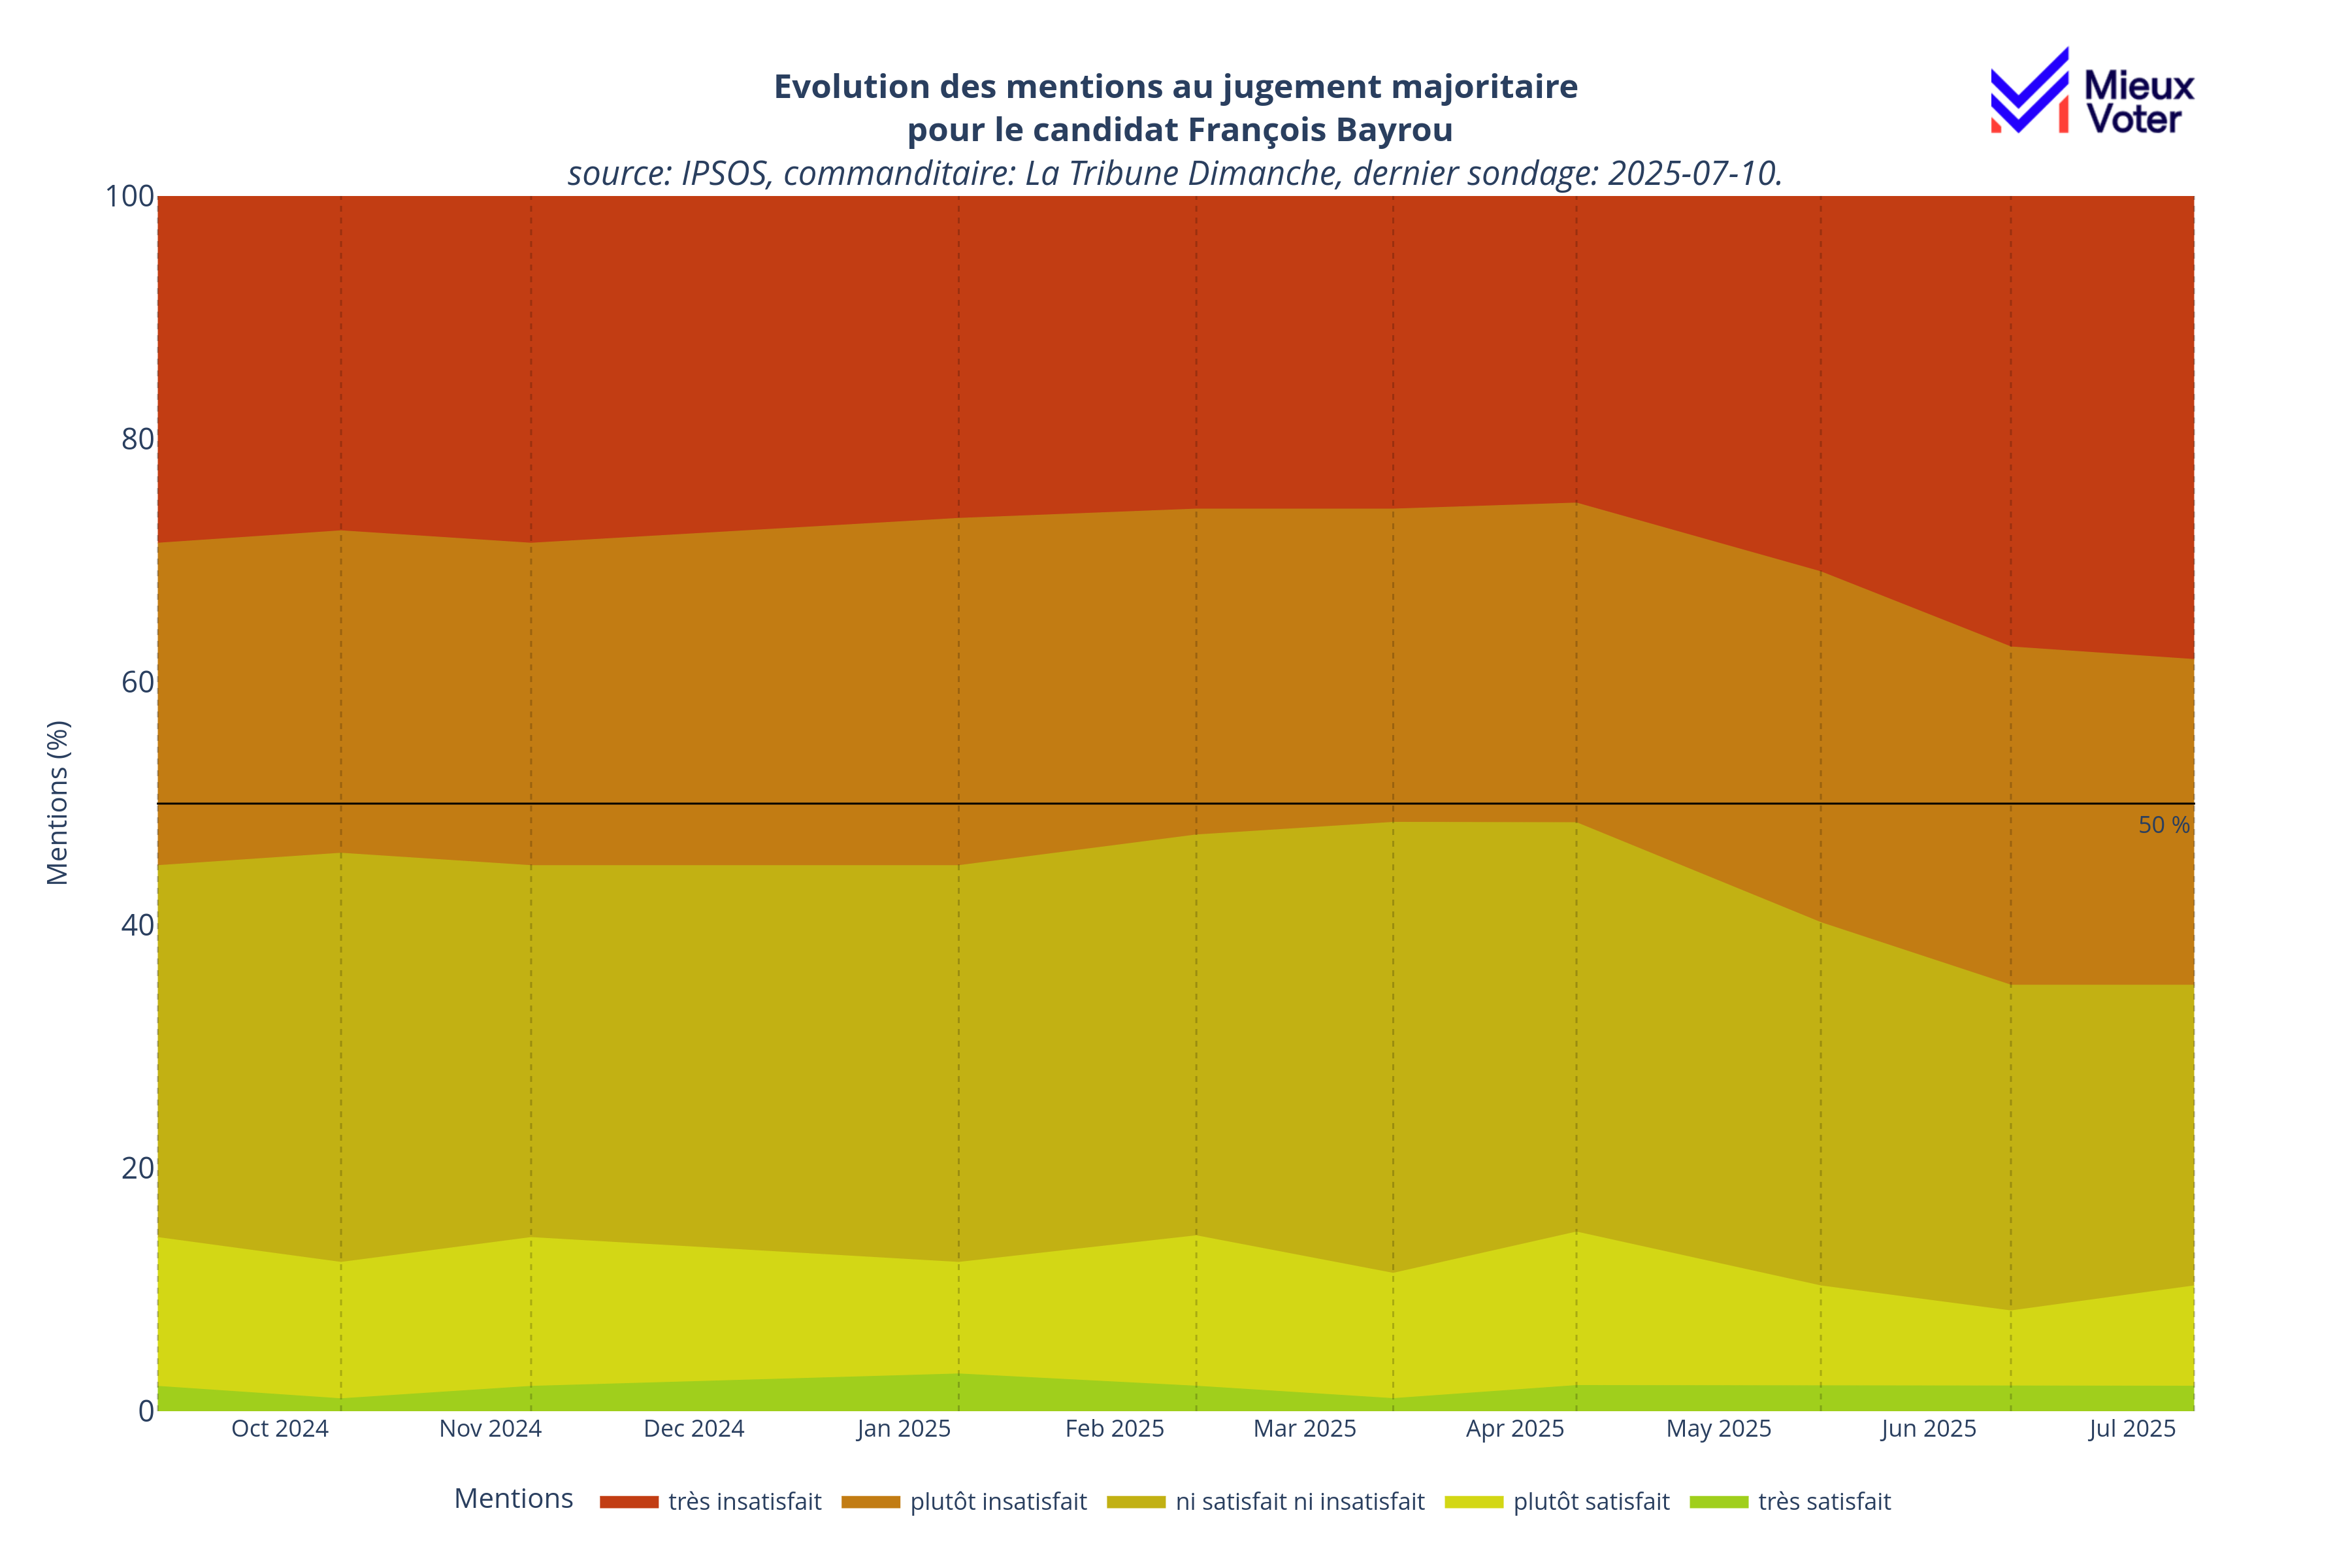 Evolution des mentions au jugement majoritaire
pour le candidat François Bayrou
source: IPSOS, commanditaire: La Tribune Dimanche, dernier sondage: 2025-07-10.
Mieux
Voter
100
80
60
40
20
0
Mentions (%)
50 %
Oct 2024
Nov 2024
Dec 2024
Jan 2025
Feb 2025
Mar 2025
Apr 2025
May 2025
Jun 2025
Jul 2025
Mentions
très insatisfait
plutôt insatisfait
ni satisfait ni insatisfait
plutôt satisfait
très satisfait